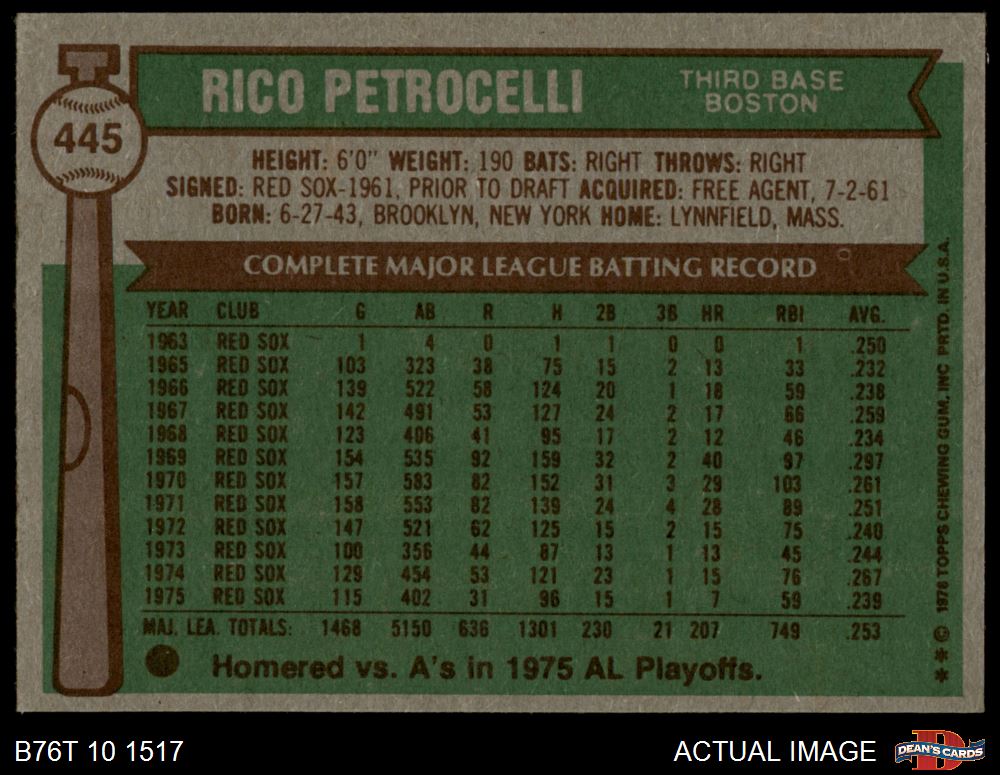 RICO PETROCELLI
THIRD BASE
BOSTON
445
HEIGHT: 6'0" WEIGHT: 190 BATS: RIGHT THROWS: RIGHT
SIGNED: RED SOX-1961, PRIOR TO DRAFT ACQUIRED: FREE AGENT, 7-2-61
BORN: 6-27-43, BROOKLYN, NEW YORK HOME: LYNNFIELD, MASS.
COMPLETE MAJOR LEAGUE BATTING RECORD
YEAR CLUB G AB R H 2B 3B HR RBI AVG.
1963 RED SOX 1 4 0 1 1 0 0 1 .250
1965 RED SOX 103 323 38 75 15 2 13 33 .232
1966 RED SOX 139 522 58 124 20 1 18 59 .238
1967 RED SOX 142 491 53 127 24 2 17 66 .259
1968 RED SOX 123 406 41 95 17 2 12 46 .234
1969 RED SOX 154 535 92 159 32 2 40 97 .297
1970 RED SOX 157 583 82 152 31 3 29 103 .261
1971 RED SOX 158 553 82 139 24 4 28 89 .251
1972 RED SOX 147 521 62 125 15 2 15 75 .240
1973 RED SOX 100 356 44 87 13 1 13 45 .244
1974 RED SOX 129 454 53 121 23 1 15 76 .267
1975 RED SOX 115 402 31 96 15 1 7 59 .239
MAJ. LEA. TOTALS: 1468 5150 636 1301 230 21 207 749 .253
Homered vs. A's in 1975 AL Playoffs.
** © 1976 TOPPS CHEWING GUM, INC PRTD. IN U.S.A.
B76T 10 1517
ACTUAL IMAGE
DEAN'S CARDS